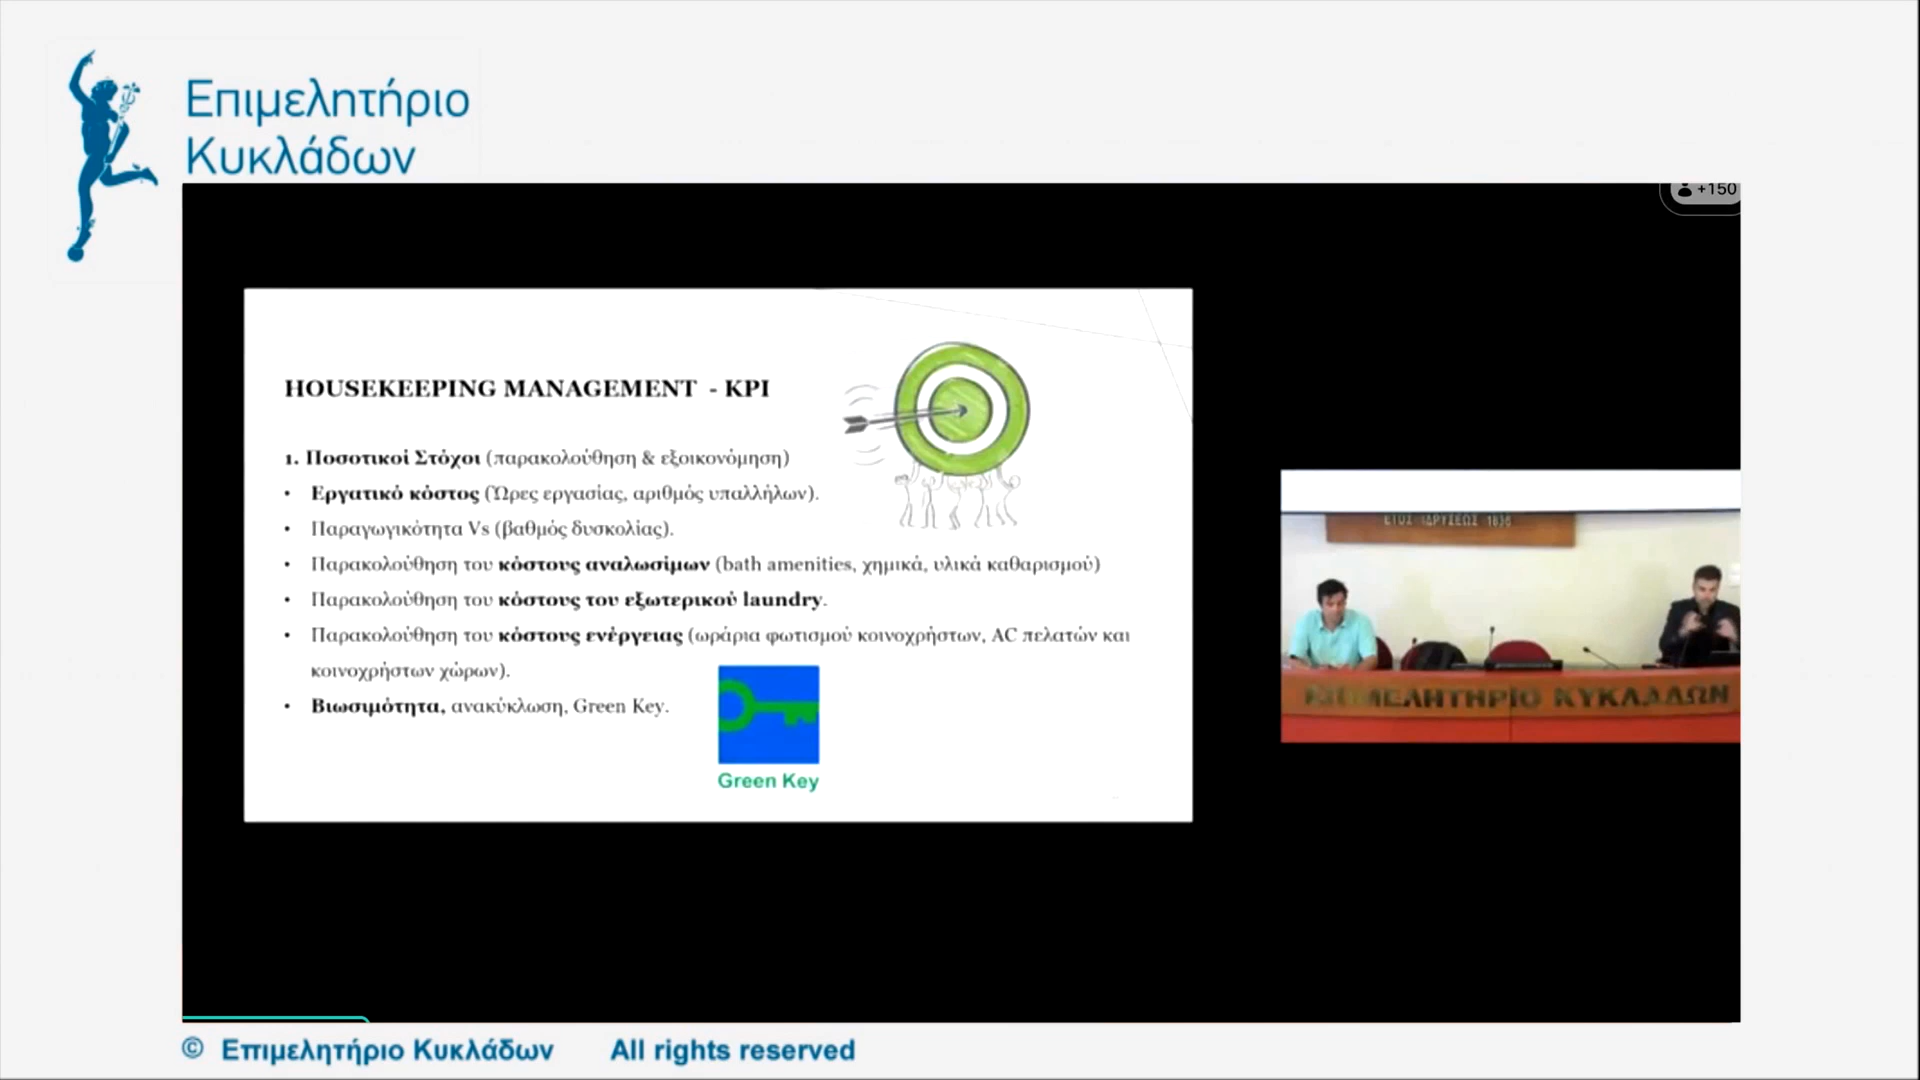 Επιμελητήριο
Κυκλάδων
+150
HOUSEKEEPING MANAGEMENT - KPI
1. Ποσοτικοί Στόχοι (παρακολούθηση & εξοικονόμηση)
• Εργατικό κόστος (Ώρες εργασίας, αριθμός υπαλλήλων).
• Παραγωγικότητα Vs (βαθμός δυσκολίας).
• Παρακολούθηση του κόστους αναλωσίμων (bath amenities, χημικά, υλικά καθαρισμού)
• Παρακολούθηση του κόστους του εξωτερικού laundry.
• Παρακολούθηση του κόστους ενέργειας (ωράρια φωτισμού κοινοχρήστων, AC πελατών και
κοινοχρήστων χώρων).
• Βιωσιμότητα, ανακύκλωση, Green Key.
Green Key
ΕΤΟΣ ΙΔΡΥΣΕΩΣ 1836
ΕΠΙΜΕΛΗΤΗΡΙΟ ΚΥΚΛΑΔΩΝ
© Επιμελητήριο Κυκλάδων All rights reserved